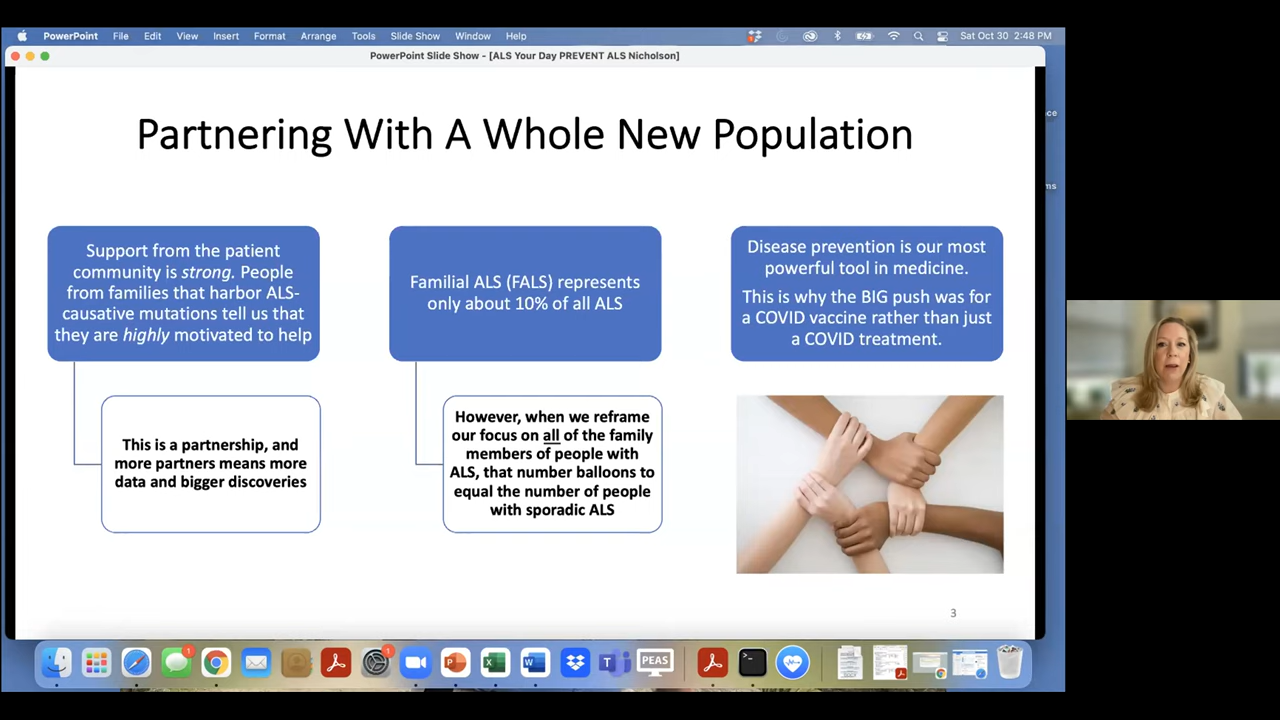 PowerPoint File Edit View Insert Format Arrange Tools Slide Show Window Help Sat Oct 30 2:48 PM
PowerPoint Slide Show - [ALS Your Day PREVENT ALS Nicholson]
Partnering With A Whole New Population
Support from the patient
community is strong. People
from families that harbor ALS-
causative mutations tell us that
they are highly motivated to help
This is a partnership, and
more partners means more
data and bigger discoveries
Familial ALS (FALS) represents
only about 10% of all ALS
However, when we reframe
our focus on all of the family
members of people with
ALS, that number balloons to
equal the number of people
with sporadic ALS
Disease prevention is our most
powerful tool in medicine.
This is why the BIG push was for
a COVID vaccine rather than just
a COVID treatment.
3
ce
ms
1
1
PEAS